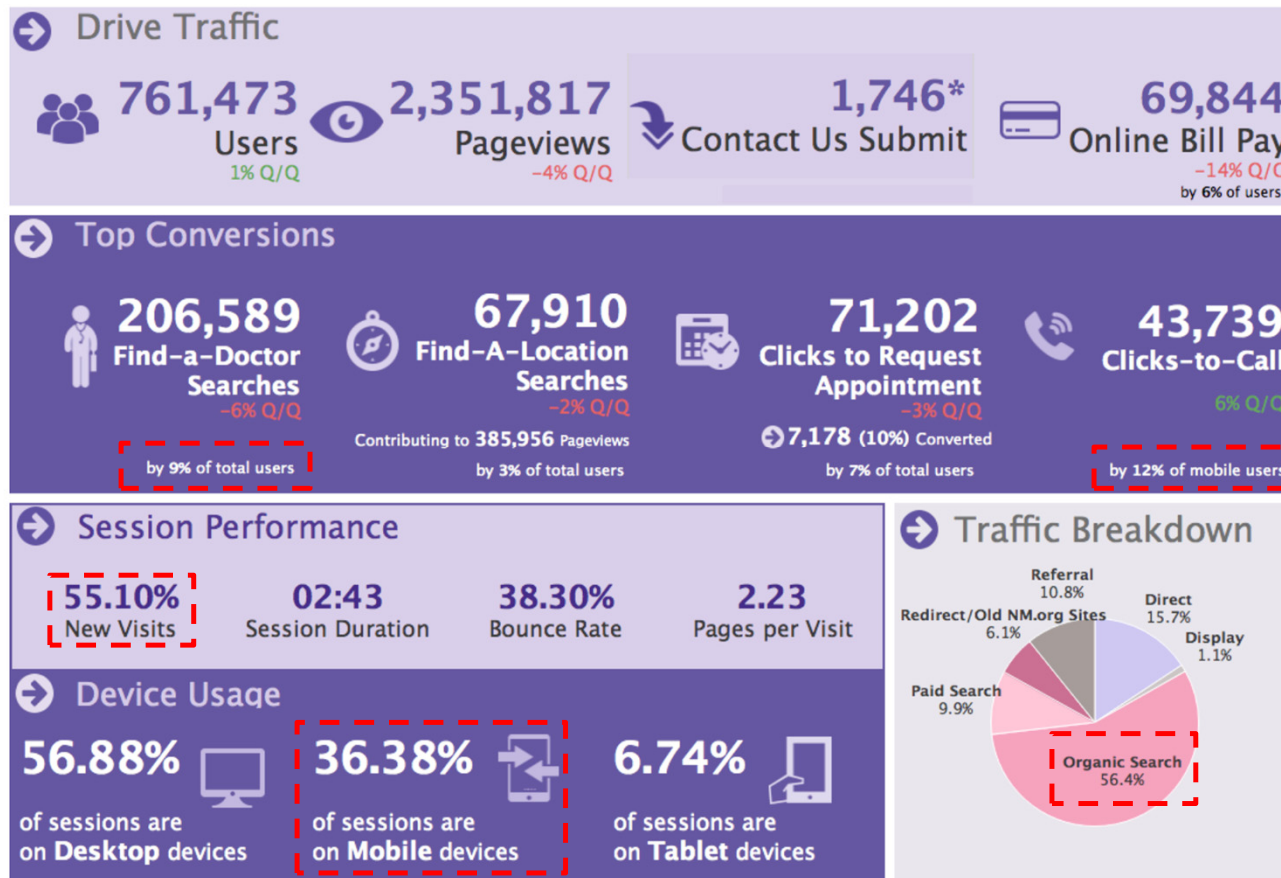 Drive Traffic
761,473
Users
1% Q/Q
2,351,817
Pageviews
-4% Q/Q
1,746*
Contact Us Submit
69,844
Online Bill Pay
-14% Q/Q
by 6% of users
Top Conversions
206,589
Find-a-Doctor
Searches
-6% Q/Q
by 9% of total users
67,910
Find-A-Location
Searches
-2% Q/Q
Contributing to 385,956 Pageviews
by 3% of total users
71,202
Clicks to Request
Appointment
-3% Q/Q
7,178 (10%) Converted
by 7% of total users
43,739
Clicks-to-Call
6% Q/Q
by 12% of mobile users
Session Performance
55.10%
New Visits
02:43
Session Duration
38.30%
Bounce Rate
2.23
Pages per Visit
Device Usage
56.88%
of sessions are
on Desktop devices
36.38%
of sessions are
on Mobile devices
6.74%
of sessions are
on Tablet devices
Traffic Breakdown
Referral
10.8%
Direct
15.7%
Redirect/Old NM.org Sites
6.1%
Display
1.1%
Paid Search
9.9%
Organic Search
56.4%